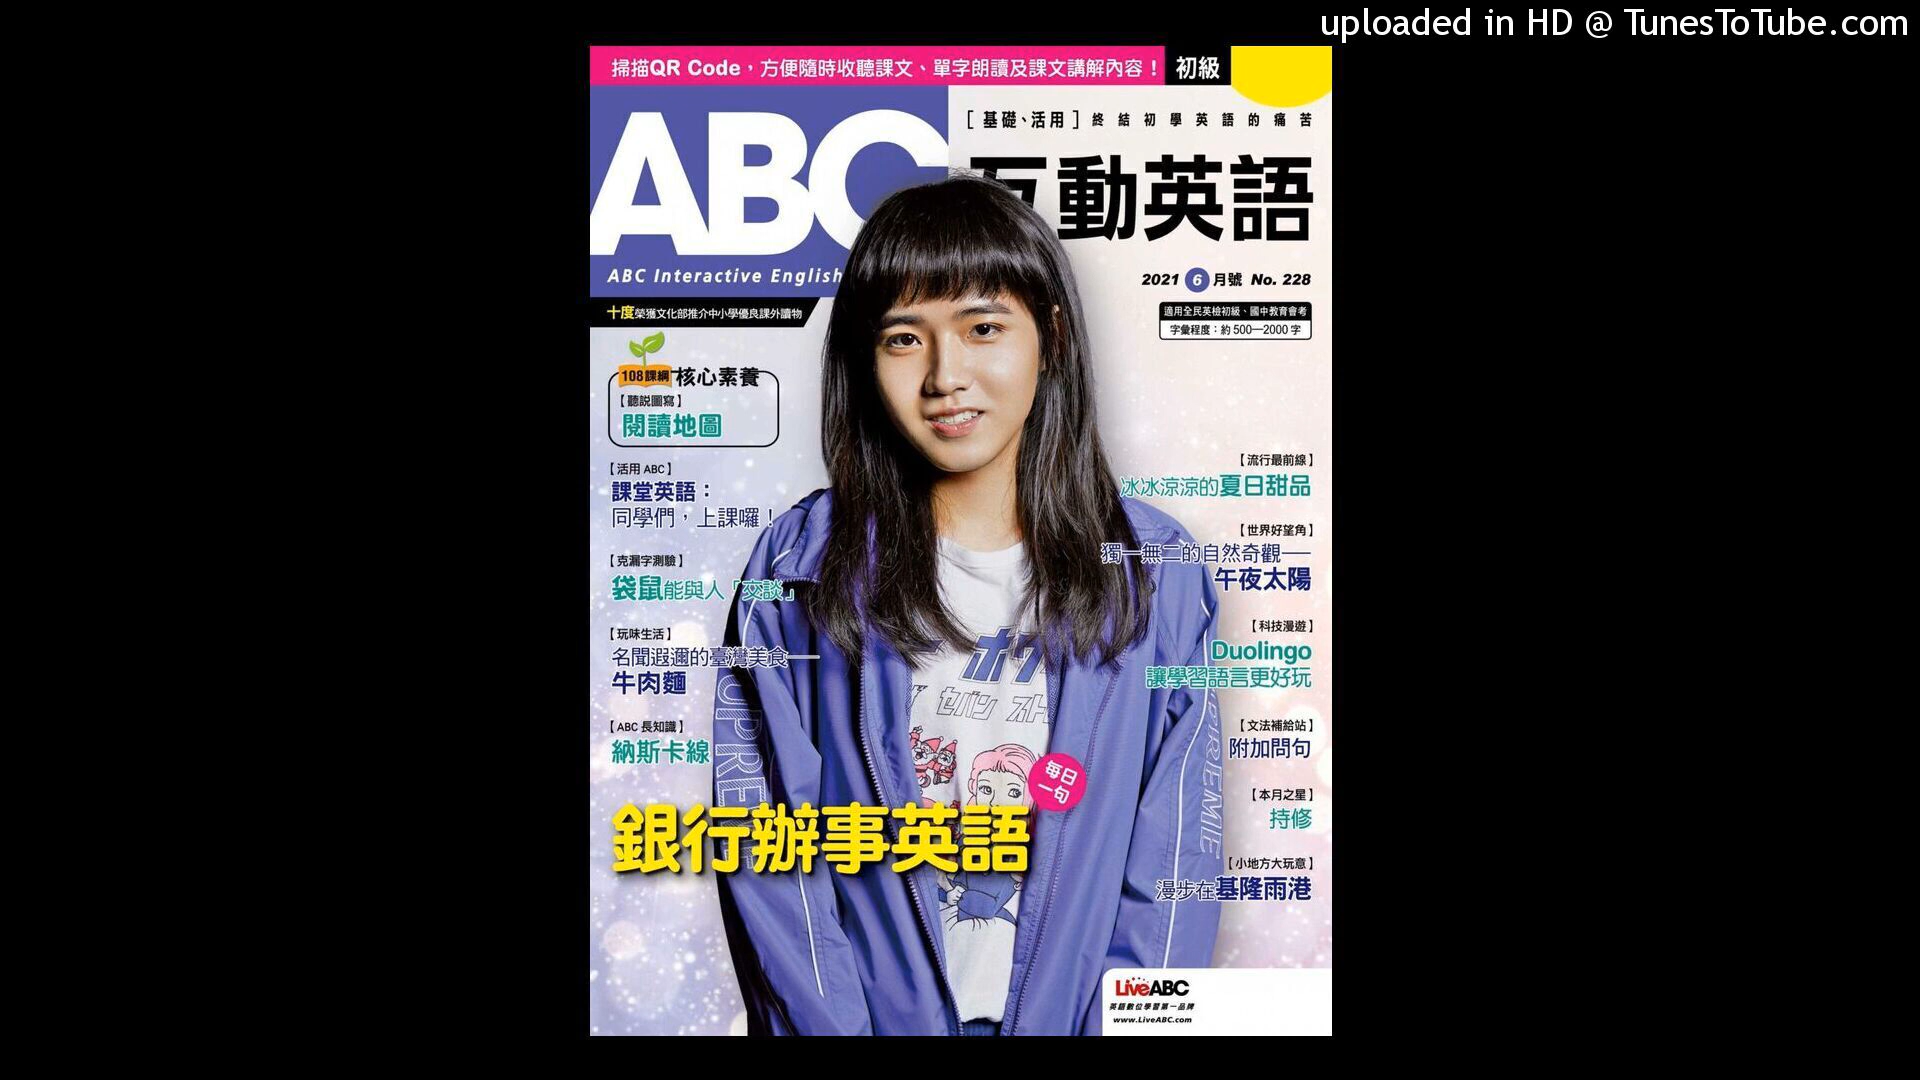 uploaded in HD @ TunesToTube.com
掃描QR Code，方便隨時收聽課文、單字朗讀及課文講解內容！
初級
ABC
ABC Interactive English
[基礎、活用] 終結初學英語的痛苦
互動英語
2021 6 月號 No. 228
十度榮獲文化部推介中小學優良課外讀物
適用全民英檢初級、國中教育會考
字彙程度：約 500—2000 字
108課綱 核心素養
【聽說圖寫】
閱讀地圖
【活用 ABC】
課堂英語：
同學們，上課囉！
【克漏字測驗】
袋鼠能與人「交談」
【玩味生活】
名聞遐邇的臺灣美食——
牛肉麵
【ABC 長知識】
納斯卡線
【流行最前線】
冰冰涼涼的夏日甜品
【世界好望角】
獨一無二的自然奇觀——
午夜太陽
【科技漫遊】
Duolingo
讓學習語言更好玩
【文法補給站】
附加問句
【本月之星】
持修
【小地方大玩意】
漫步在基隆雨港
每日
一句
銀行辦事英語
セバン スト
LiveABC
英語數位學習第一品牌
www.LiveABC.com